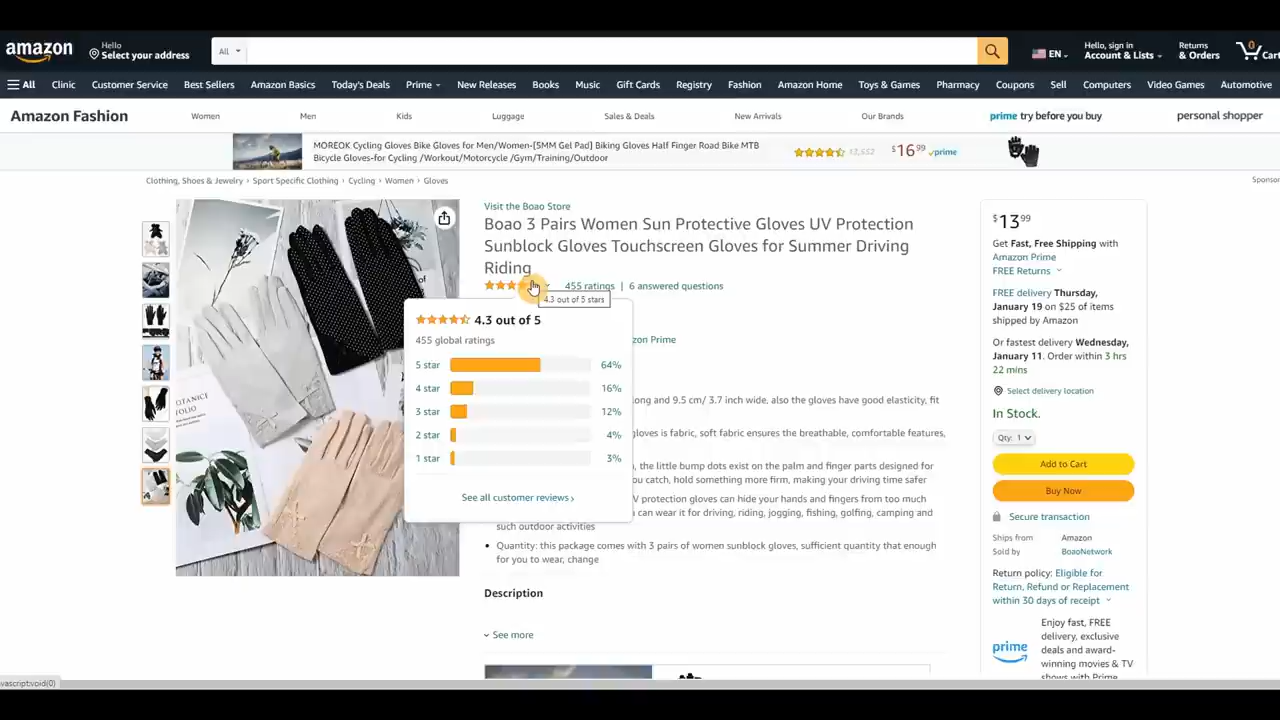 amazon
Hello
Select your address
All
EN
Hello, sign in
Account & Lists
Returns
& Orders
0
Cart
All
Clinic
Customer Service
Best Sellers
Amazon Basics
Today's Deals
Prime
New Releases
Books
Music
Gift Cards
Registry
Fashion
Amazon Home
Toys & Games
Pharmacy
Coupons
Sell
Computers
Video Games
Automotive
Amazon Fashion
Women
Men
Kids
Luggage
Sales & Deals
New Arrivals
Our Brands
prime try before you buy
personal shopper
MOREOK Cycling Gloves Bike Gloves for Men/Women-[5MM Gel Pad] Biking Gloves Half Finger Road Bike MTB
Bicycle Gloves-for Cycling /Workout/Motorcycle /Gym/Training/Outdoor
13,652
$16.99
prime
Clothing, Shoes & Jewelry › Sport Specific Clothing › Cycling › Women › Gloves
Sponsor
Visit the Boao Store
Boao 3 Pairs Women Sun Protective Gloves UV Protection
Sunblock Gloves Touchscreen Gloves for Summer Driving
Riding
455 ratings | 6 answered questions
4.3 out of 5 stars
4.3 out of 5
455 global ratings
5 star 64%
4 star 16%
3 star 12%
2 star 4%
1 star 3%
See all customer reviews ›
zon Prime
ong and 9.5 cm/ 3.7 inch wide, also the gloves have good elasticity, fit
gloves is fabric, soft fabric ensures the breathable, comfortable features,
, the little bump dots exist on the palm and finger parts designed for
ou catch, hold something more firm, making your driving time safer
V protection gloves can hide your hands and fingers from too much
can wear it for driving, riding, jogging, fishing, golfing, camping and
such outdoor activities
• Quantity: this package comes with 3 pairs of women sunblock gloves, sufficient quantity that enough
for you to wear, change
Description
See more
$13.99
Get Fast, Free Shipping with
Amazon Prime
FREE Returns
FREE delivery Thursday,
January 19 on $25 of items
shipped by Amazon
Or fastest delivery Wednesday,
January 11. Order within 3 hrs
22 mins
Select delivery location
In Stock.
Qty: 1
Add to Cart
Buy Now
Secure transaction
Ships from Amazon
Sold by BoaoNetwork
Return policy: Eligible for
Return, Refund or Replacement
within 30 days of receipt
prime
Enjoy fast, FREE
delivery, exclusive
deals and award-
winning movies & TV
shows with Prime
avascript:void(0)